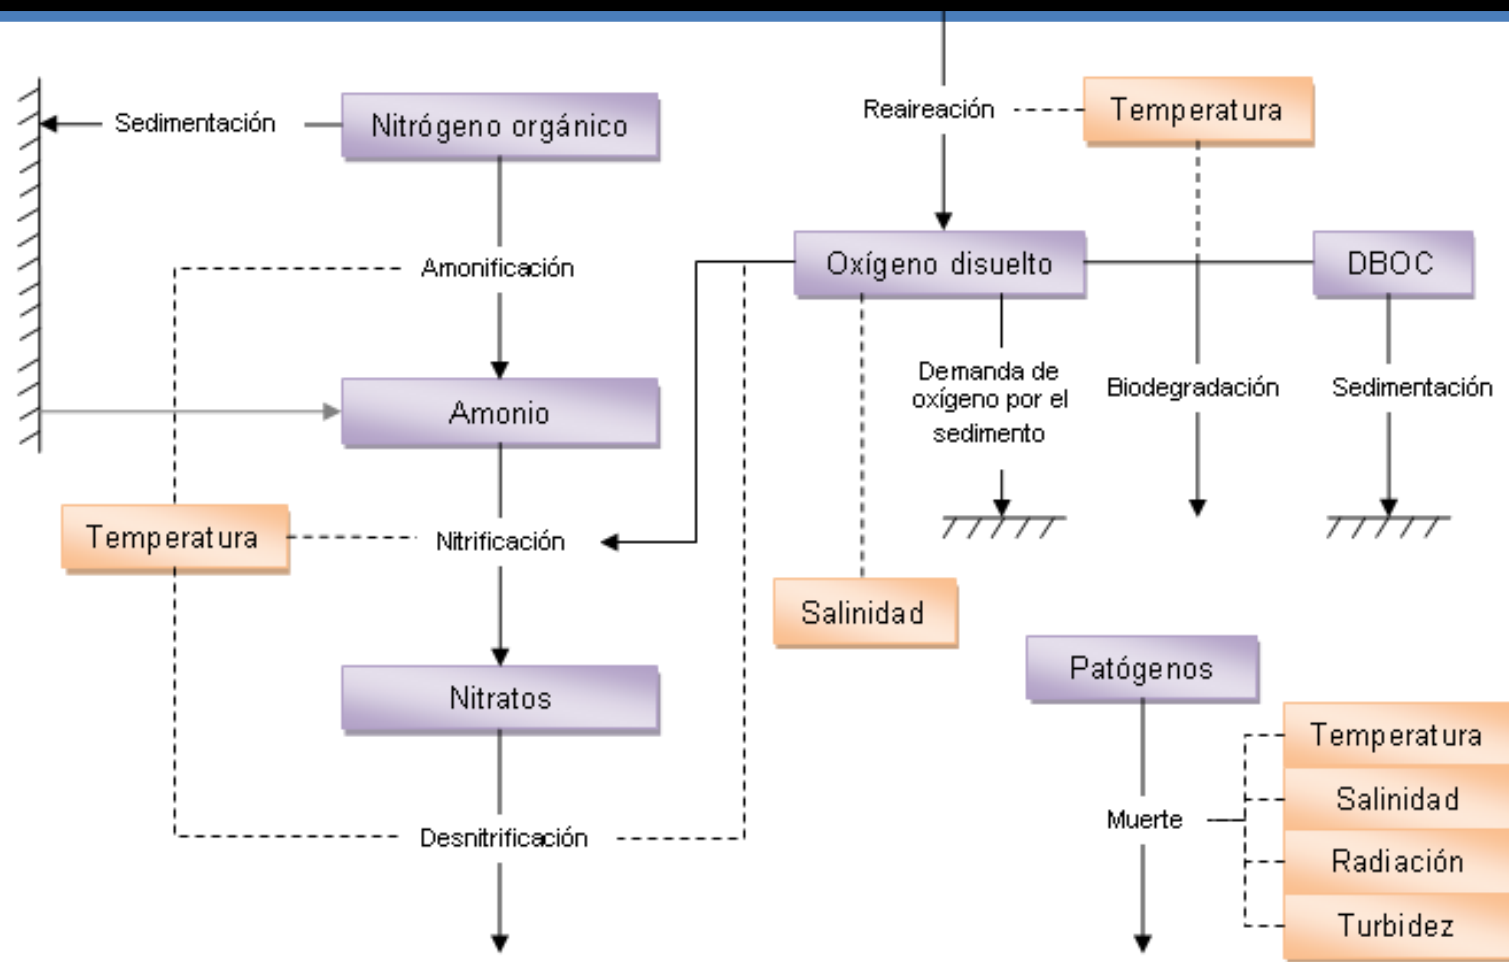 Sedimentación
Nitrógeno orgánico
Reaireación
Temperatura
Amonificación
Oxígeno disuelto
DBOC
Amonio
Demanda de
oxígeno por el
sedimento
Biodegradación
Sedimentación
Temperatura
Nitrificación
Salinidad
Nitratos
Patógenos
Desnitrificación
Muerte
Temperatura
Salinidad
Radiación
Turbidez